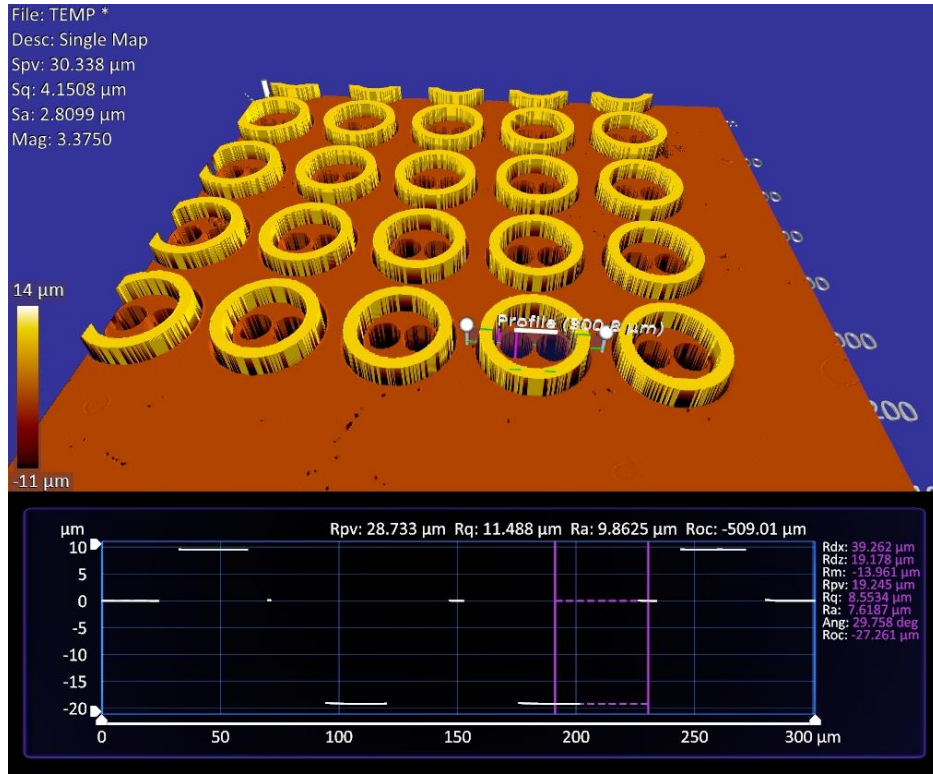 File: TEMP *
Desc: Single Map
Spv: 30.338 µm
Sq: 4.1508 µm
Sa: 2.8099 µm
Mag: 3.3750
14 µm
-11 µm
Profile (300.8 µm)
µm
Rpv: 28.733 µm Rq: 11.488 µm Ra: 9.8625 µm Roc: -509.01 µm
10
5
0
-5
-10
-15
-20
0 50 100 150 200 250 300 µm
Rdx: 39.262 µm
Rdz: 19.178 µm
Rm: -13.961 µm
Rpv: 19.245 µm
Rq: 8.5534 µm
Ra: 7.6187 µm
Ang: 29.758 deg
Roc: -27.261 µm